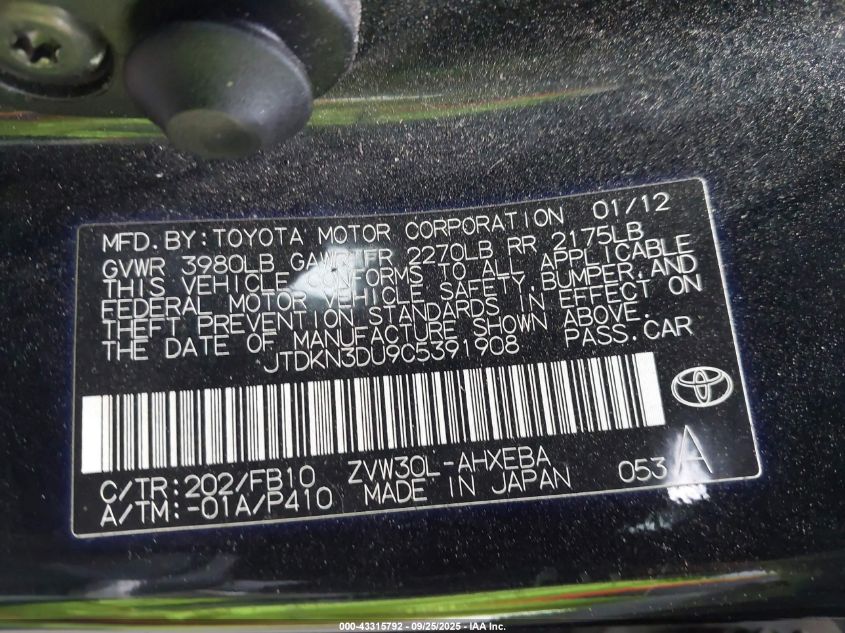 MFD. BY: TOYOTA MOTOR CORPORATION 01/12
GVWR 3980LB GAWR FR 2270LB RR 2175LB
THIS VEHICLE CONFORMS TO ALL APPLICABLE
FEDERAL MOTOR VEHICLE SAFETY, BUMPER, AND
THEFT PREVENTION STANDARDS IN EFFECT ON
THE DATE OF MANUFACTURE SHOWN ABOVE.
JTDKN3DU9C5391908 PASS. CAR
C/TR: 202/FB10 ZVW30L-AHXEBA 053 A
A/TM: -01A/P410 MADE IN JAPAN
000-43315792 - 09/25/2025 - IAA Inc.